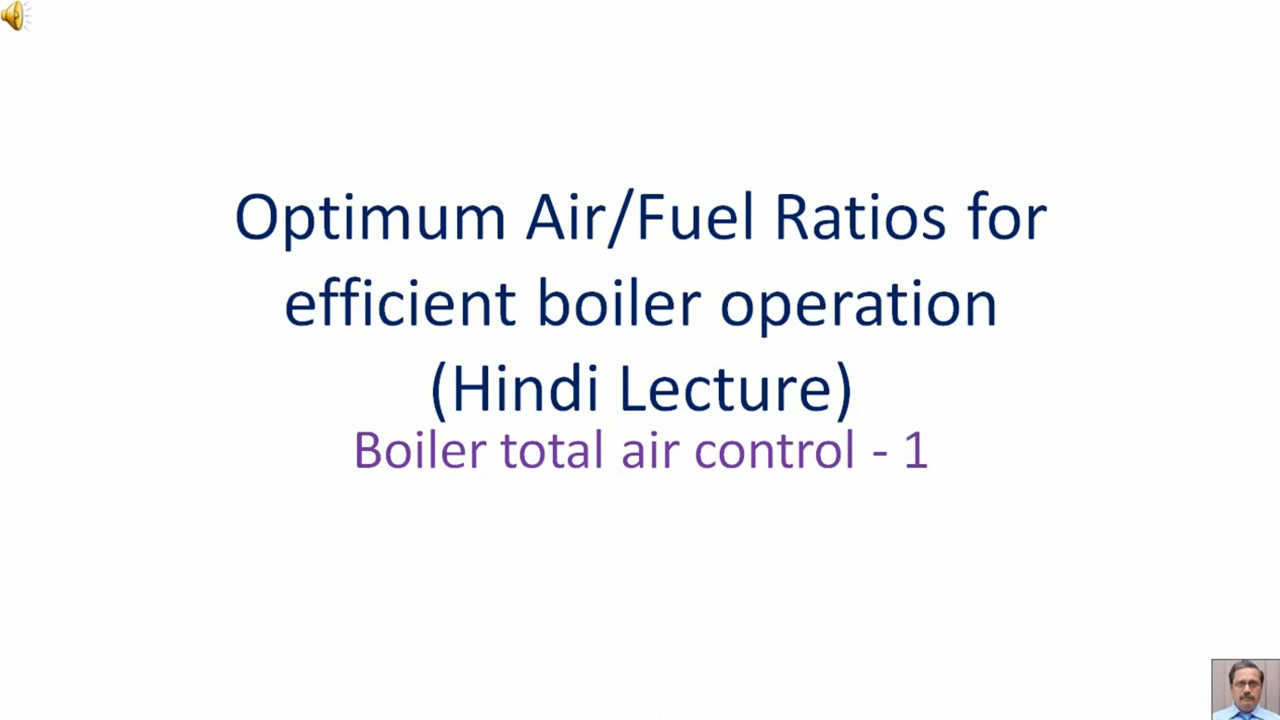 Optimum Air/Fuel Ratios for
efficient boiler operation
(Hindi Lecture)
Boiler total air control - 1